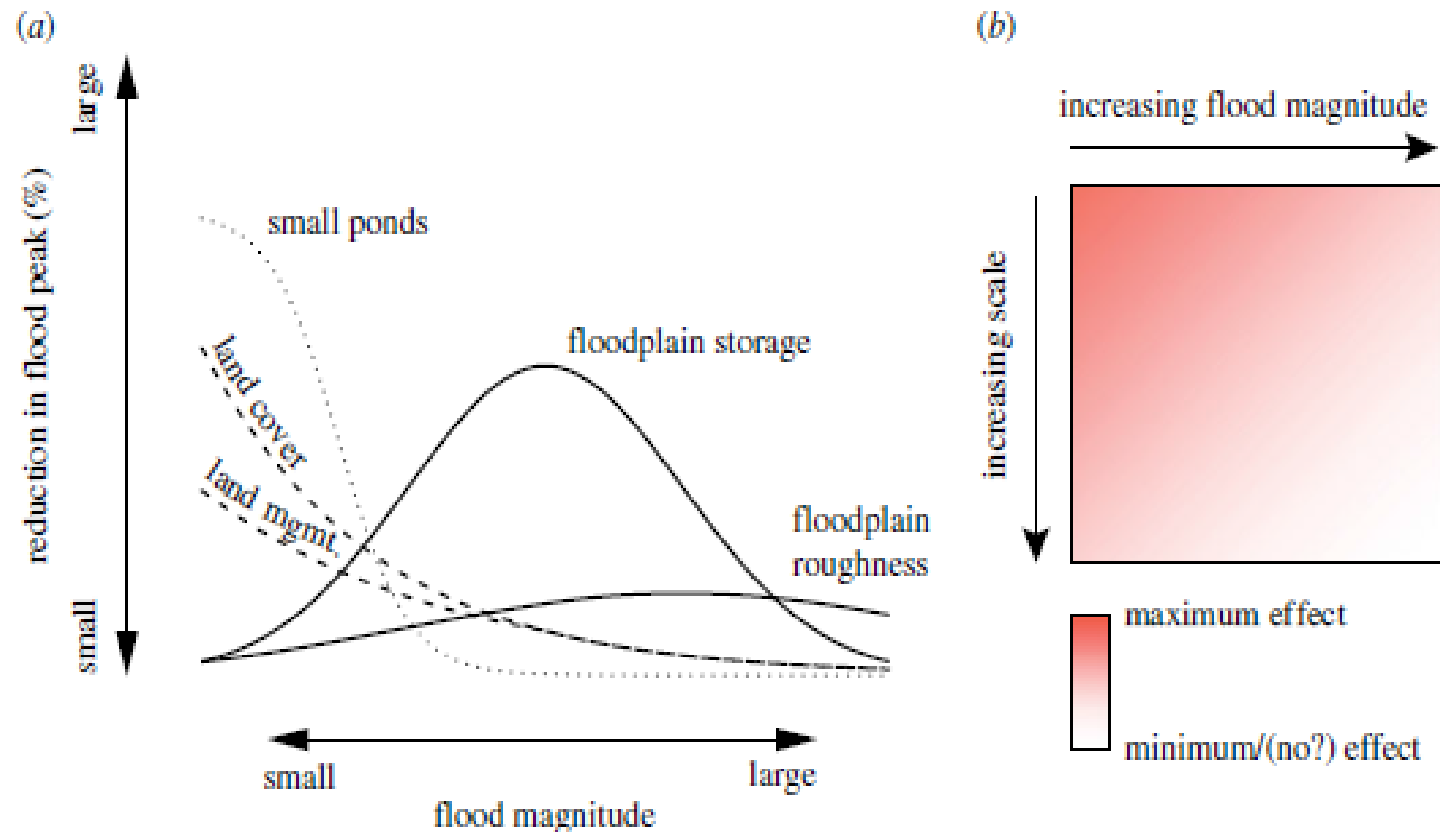 (a)
large
reduction in flood peak (%)
small
small ponds
land cover
land mgmt
floodplain storage
floodplain
roughness
small
large
flood magnitude
(b)
increasing flood magnitude
increasing scale
maximum effect
minimum/(no?) effect